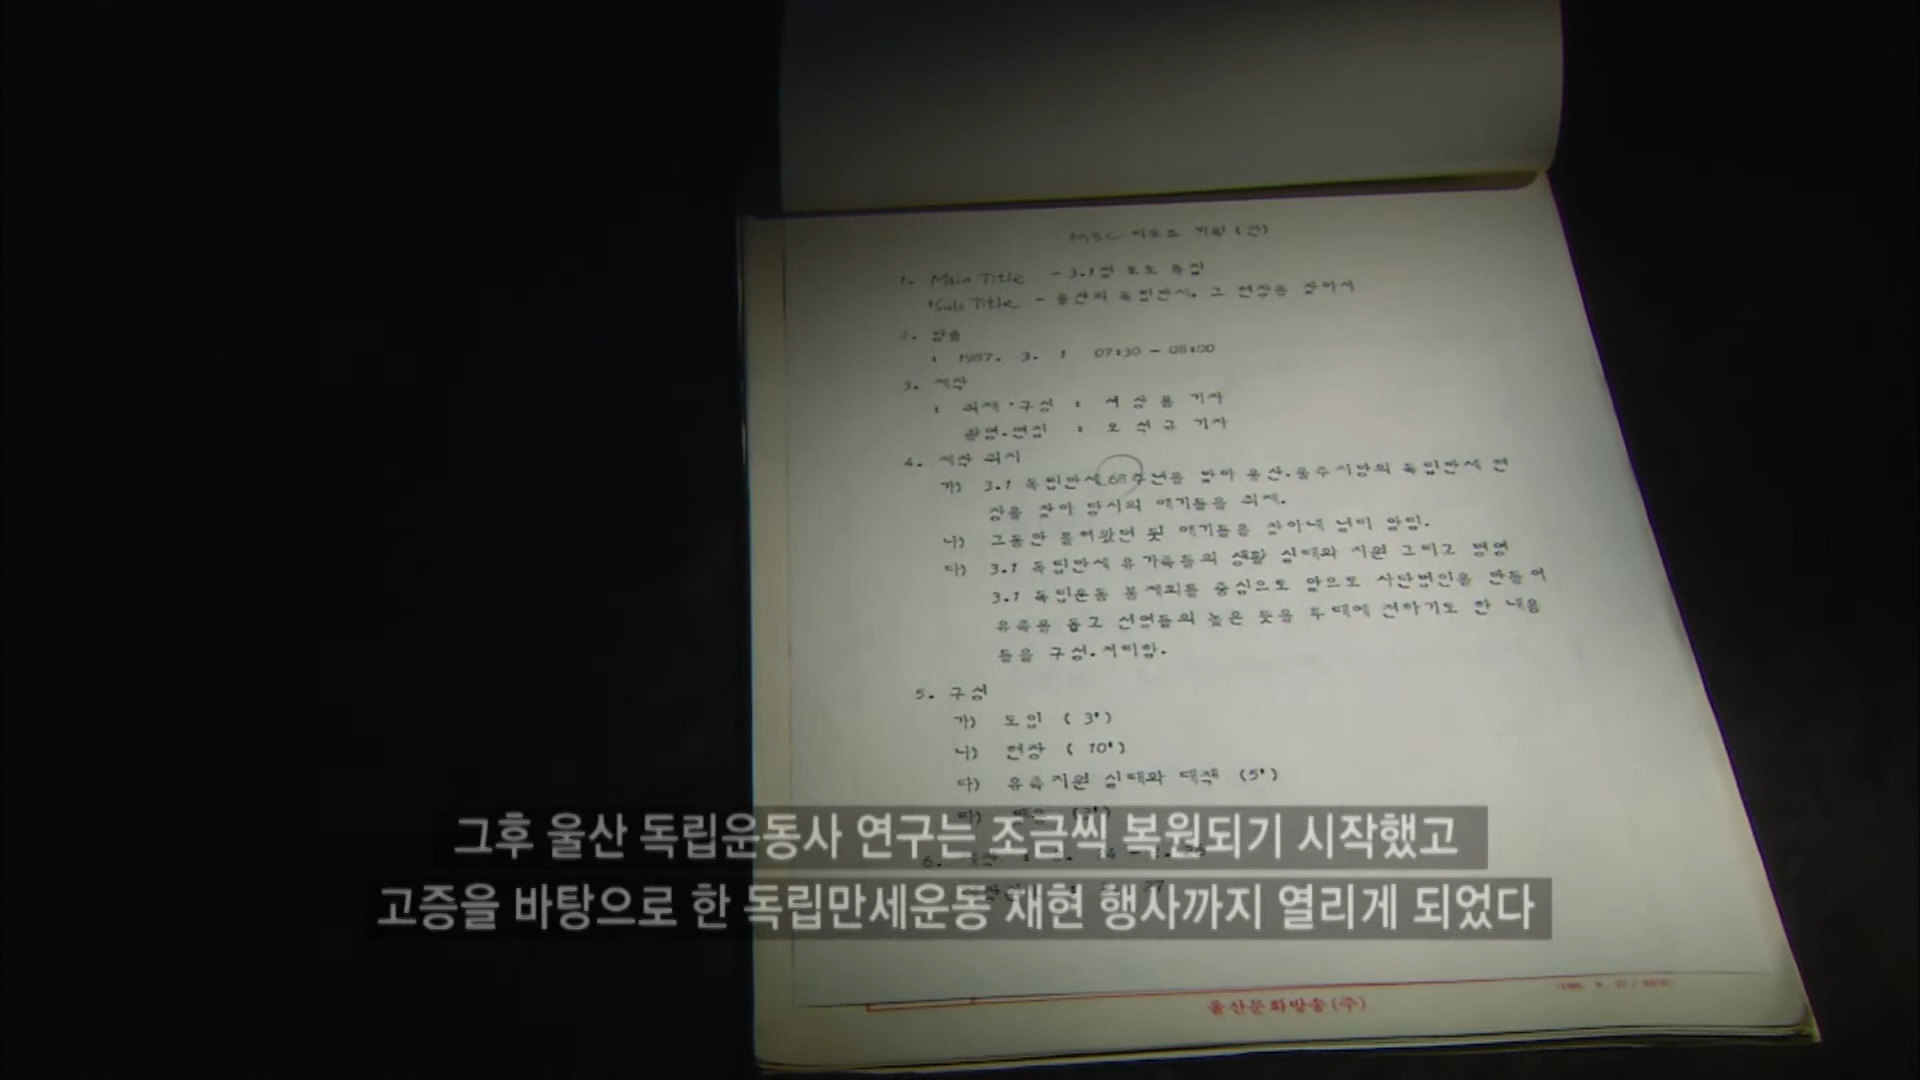 MBC 리포트 기획(안)
1. Main Title - 3.1절 보도 특집
Sub Title - 울산의 독립만세, 그 현장을 찾아서
2. 방송
: 1987. 3. 1 07:30 - 08:00
3. 제작
: 취재·구성 : 서상용 기자
촬영.편집 : 오석규 기자
4. 제작 취지
가) 3.1 독립만세 68주년을 맞아 울산.울주지방의 독립만세 현
장을 찾아 당시의 얘기들을 취재.
나) 그동안 묻혀왔던 뒷 얘기들을 찾아내 널리 알림.
다) 3.1 독립만세 유가족들의 생활 실태와 지원 그리고 병영
3.1 독립운동 봉제회를 중심으로 앞으로 사단법인을 만들어
유족을 돕고 선열들의 높은 뜻을 후대에 전하기로 한 내용
들을 구성.처리함.
5. 구성
가) 도입 ( 3')
나) 현장 ( 10')
다) 유족지원 실태와 대책 (5')
그후 울산 독립운동사 연구는 조금씩 복원되기 시작했고
고증을 바탕으로 한 독립만세운동 재현 행사까지 열리게 되었다
울산문화방송(주)